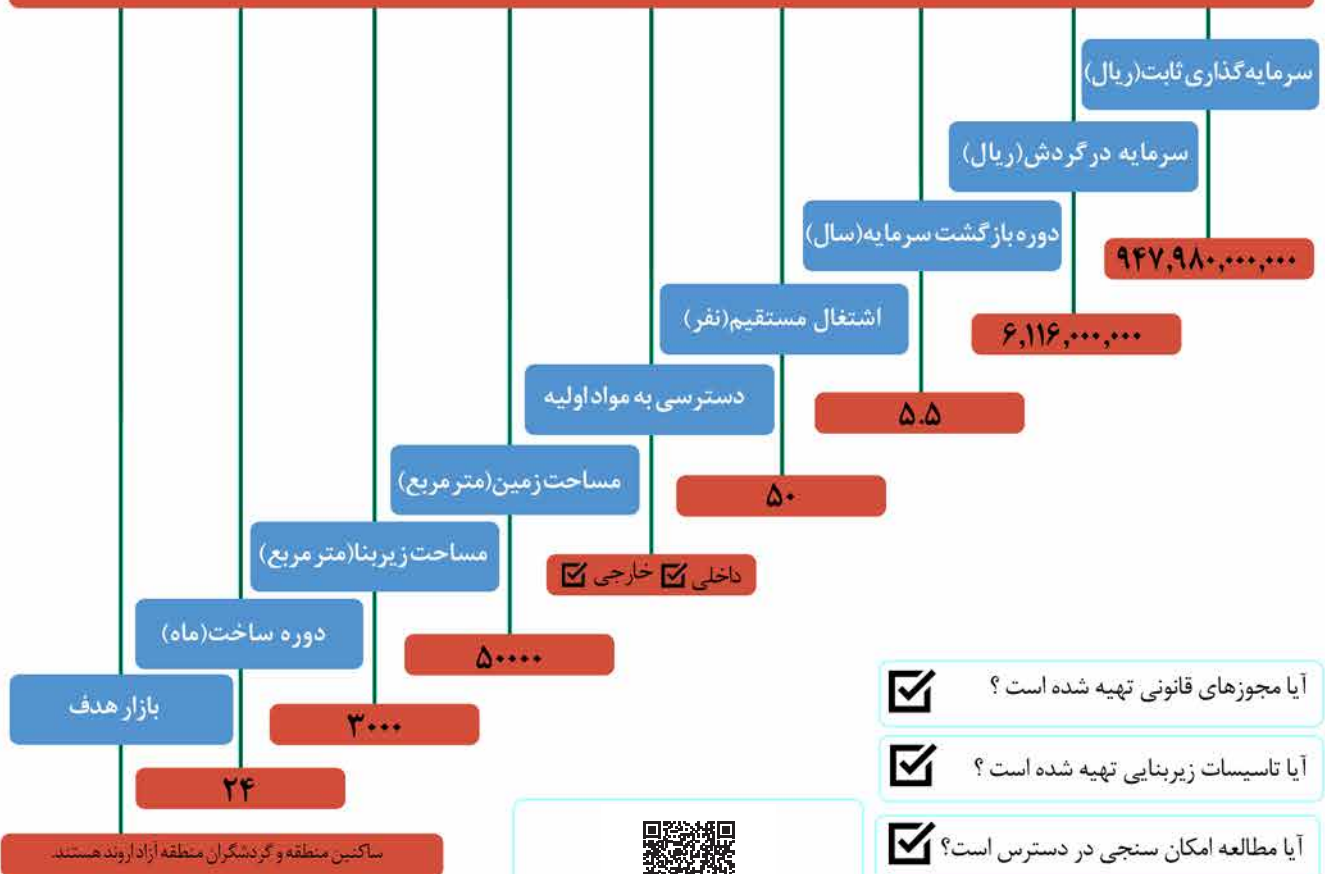 سرمایه‌گذاری ثابت(ریال)
۹۴۷,۹۸۰,۰۰۰,۰۰۰
سرمایه در گردش(ریال)
۶,۱۱۶,۰۰۰,۰۰۰
دوره بازگشت سرمایه(سال)
۵.۵
اشتغال مستقیم(نفر)
۵۰
دسترسی به مواد اولیه
داخلی ☑ خارجی ☑
مساحت زمین(متر مربع)
۵۰۰۰۰
مساحت زیربنا(متر مربع)
۳۰۰۰
دوره ساخت(ماه)
۲۴
بازار هدف
ساکنین منطقه و گردشگران منطقه آزاد اروند هستند.
آیا مجوزهای قانونی تهیه شده است ؟ ☑
آیا تاسیسات زیربنایی تهیه شده است ؟ ☑
آیا مطالعه امکان سنجی در دسترس است؟ ☑